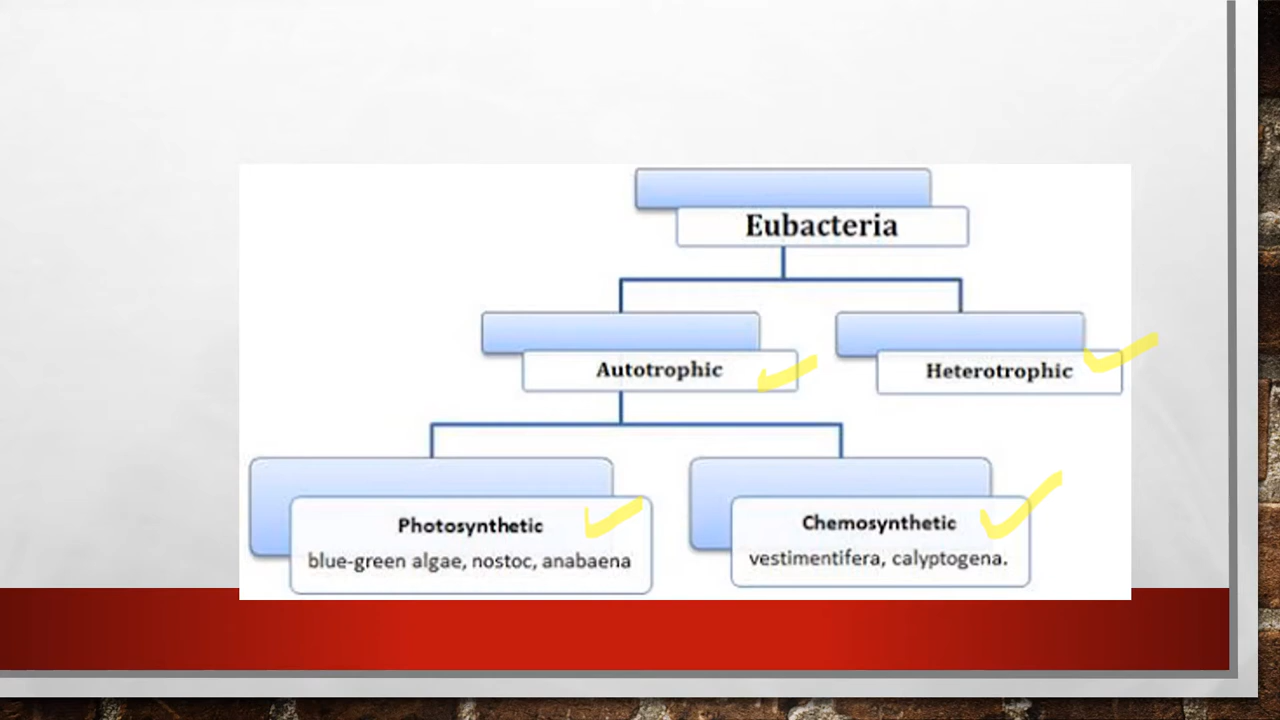 Eubacteria
Autotrophic
Heterotrophic
Photosynthetic
blue-green algae, nostoc, anabaena
Chemosynthetic
vestimentifera, calyptogena.